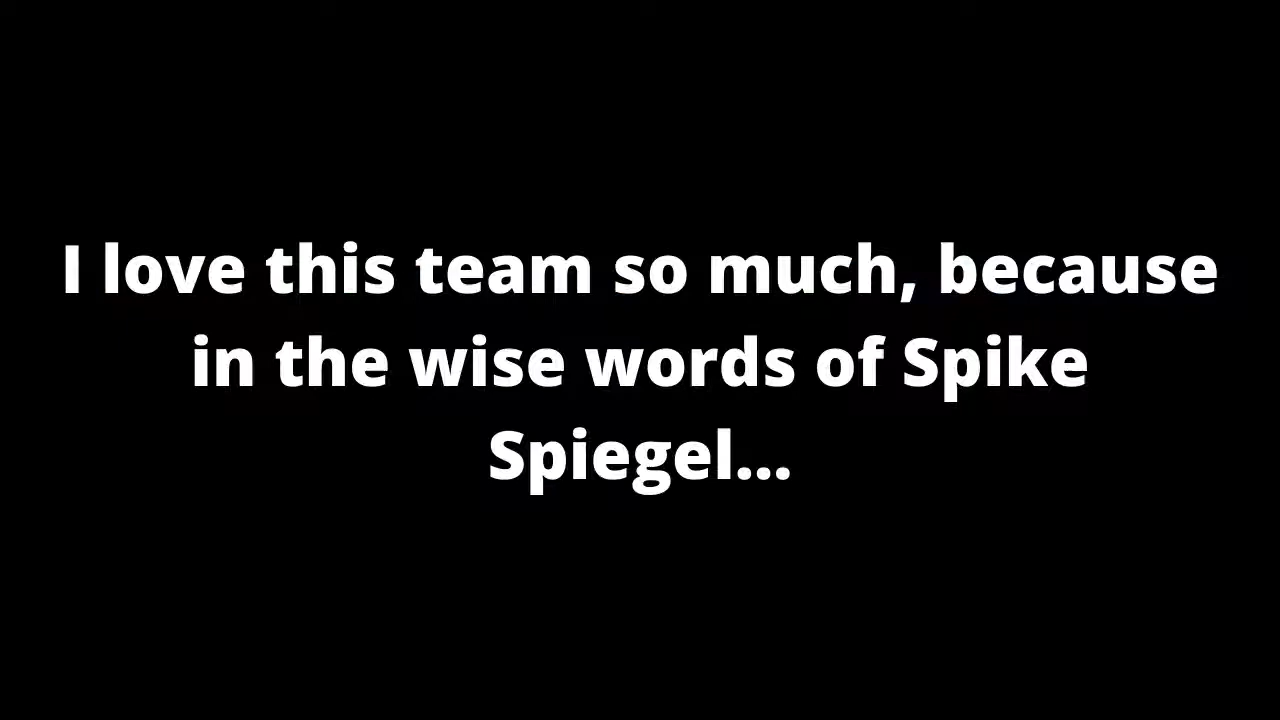 I love this team so much, because
in the wise words of Spike
Spiegel...